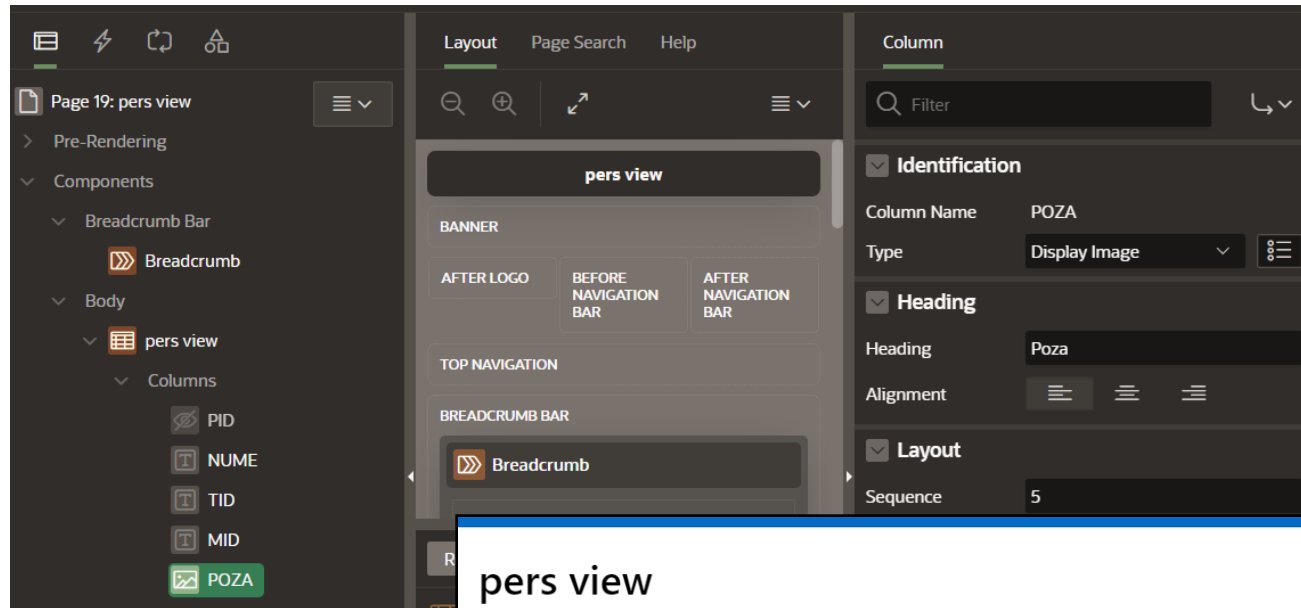 Page 19: pers view
Pre-Rendering
Components
Breadcrumb Bar
Breadcrumb
Body
pers view
Columns
PID
NUME
TID
MID
POZA
Layout Page Search Help
pers view
BANNER
AFTER LOGO
BEFORE
NAVIGATION
BAR
AFTER
NAVIGATION
BAR
TOP NAVIGATION
BREADCRUMB BAR
Breadcrumb
R
Column
Filter
Identification
Column Name POZA
Type Display Image
Heading
Heading Poza
Alignment
Layout
Sequence 5
pers view